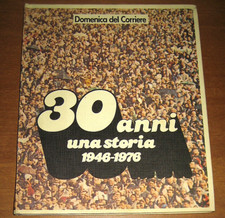 Domenica del Corriere
30 anni
una storia
1946-1976